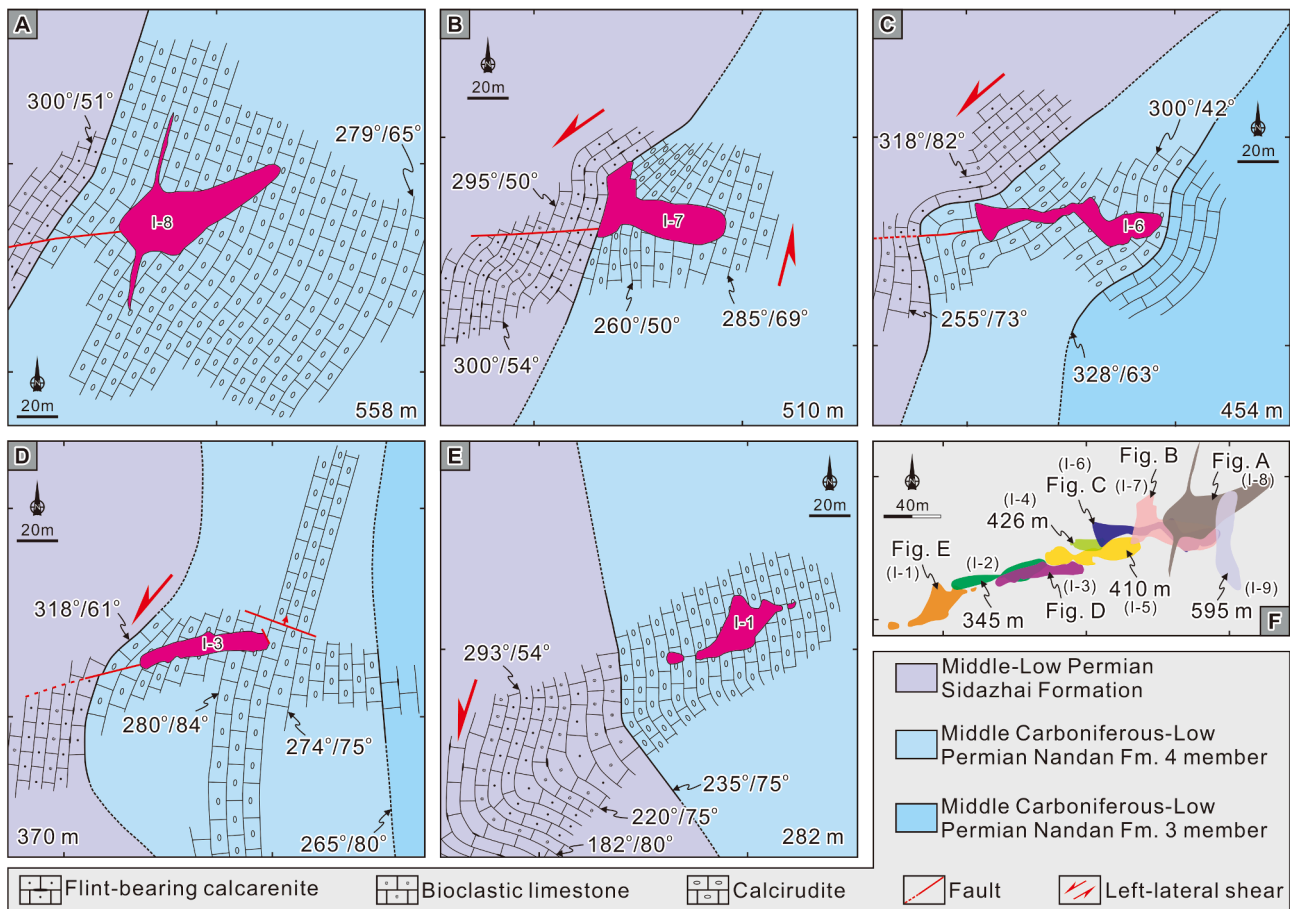 A
300°/51°
279°/65°
I-8
N
20m
558 m
B
N
20m
295°/50°
I-7
260°/50°
285°/69°
300°/54°
510 m
C
318°/82°
300°/42°
N
20m
I-6
255°/73°
328°/63°
454 m
D
N
20m
318°/61°
I-3
280°/84°
274°/75°
370 m
265°/80°
E
N
20m
I-1
293°/54°
235°/75°
220°/75°
182°/80°
282 m
N
40m
(I-6)
Fig. C
Fig. B
(I-7)
Fig. A
(I-8)
(I-4)
426 m
Fig. E
(I-1)
(I-2)
345 m
(I-3)
Fig. D
410 m
(I-5)
(I-9)
595 m
F
Middle-Low Permian
Sidazhai Formation
Middle Carboniferous-Low
Permian Nandan Fm. 4 member
Middle Carboniferous-Low
Permian Nandan Fm. 3 member
Flint-bearing calcarenite
Bioclastic limestone
Calcirudite
Fault
Left-lateral shear